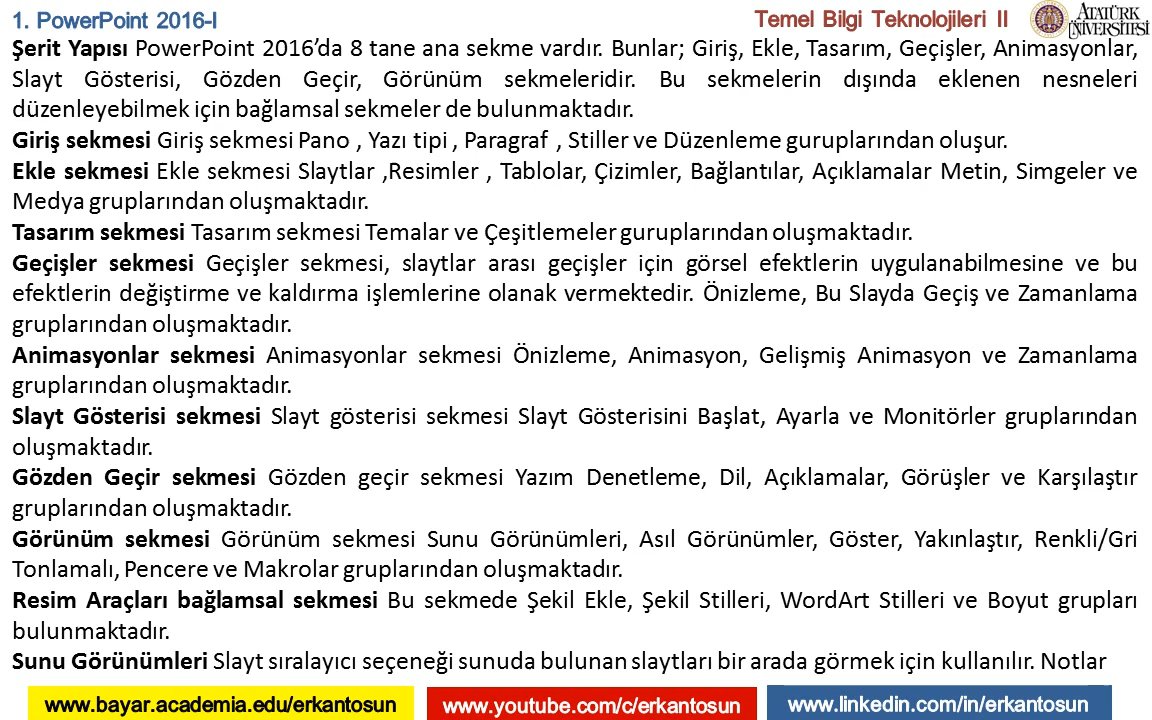 1. PowerPoint 2016-I
Temel Bilgi Teknolojileri II
ATATÜRK
ÜNİVERSİTESİ
Şerit Yapısı PowerPoint 2016’da 8 tane ana sekme vardır. Bunlar; Giriş, Ekle, Tasarım, Geçişler, Animasyonlar,
Slayt Gösterisi, Gözden Geçir, Görünüm sekmeleridir. Bu sekmelerin dışında eklenen nesneleri
düzenleyebilmek için bağlamsal sekmeler de bulunmaktadır.
Giriş sekmesi Giriş sekmesi Pano , Yazı tipi , Paragraf , Stiller ve Düzenleme guruplarından oluşur.
Ekle sekmesi Ekle sekmesi Slaytlar ,Resimler , Tablolar, Çizimler, Bağlantılar, Açıklamalar Metin, Simgeler ve
Medya gruplarından oluşmaktadır.
Tasarım sekmesi Tasarım sekmesi Temalar ve Çeşitlemeler guruplarından oluşmaktadır.
Geçişler sekmesi Geçişler sekmesi, slaytlar arası geçişler için görsel efektlerin uygulanabilmesine ve bu
efektlerin değiştirme ve kaldırma işlemlerine olanak vermektedir. Önizleme, Bu Slayda Geçiş ve Zamanlama
gruplarından oluşmaktadır.
Animasyonlar sekmesi Animasyonlar sekmesi Önizleme, Animasyon, Gelişmiş Animasyon ve Zamanlama
gruplarından oluşmaktadır.
Slayt Gösterisi sekmesi Slayt gösterisi sekmesi Slayt Gösterisini Başlat, Ayarla ve Monitörler gruplarından
oluşmaktadır.
Gözden Geçir sekmesi Gözden geçir sekmesi Yazım Denetleme, Dil, Açıklamalar, Görüşler ve Karşılaştır
gruplarından oluşmaktadır.
Görünüm sekmesi Görünüm sekmesi Sunu Görünümleri, Asıl Görünümler, Göster, Yakınlaştır, Renkli/Gri
Tonlamalı, Pencere ve Makrolar gruplarından oluşmaktadır.
Resim Araçları bağlamsal sekmesi Bu sekmede Şekil Ekle, Şekil Stilleri, WordArt Stilleri ve Boyut grupları
bulunmaktadır.
Sunu Görünümleri Slayt sıralayıcı seçeneği sunuda bulunan slaytları bir arada görmek için kullanılır. Notlar
www.bayar.academia.edu/erkantosun
www.youtube.com/c/erkantosun
www.linkedin.com/in/erkantosun